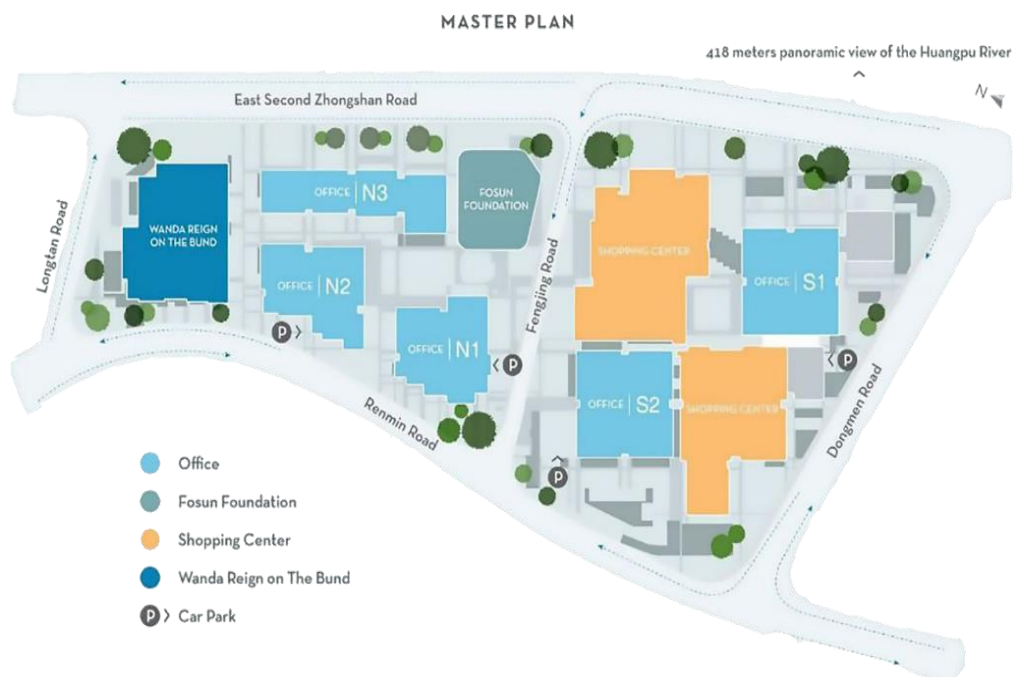 MASTER PLAN
418 meters panoramic view of the Huangpu River
N
East Second Zhongshan Road
Longtan Road
WANDA REIGN
ON THE BUND
OFFICE | N3
FOSUN
FOUNDATION
OFFICE | N2
OFFICE | N1
P
P
Fengjing Road
Renmin Road
SHOPPING CENTER
OFFICE | S1
OFFICE | S2
SHOPPING CENTER
P
P
Dongmen Road
Office
Fosun Foundation
Shopping Center
Wanda Reign on The Bund
P Car Park